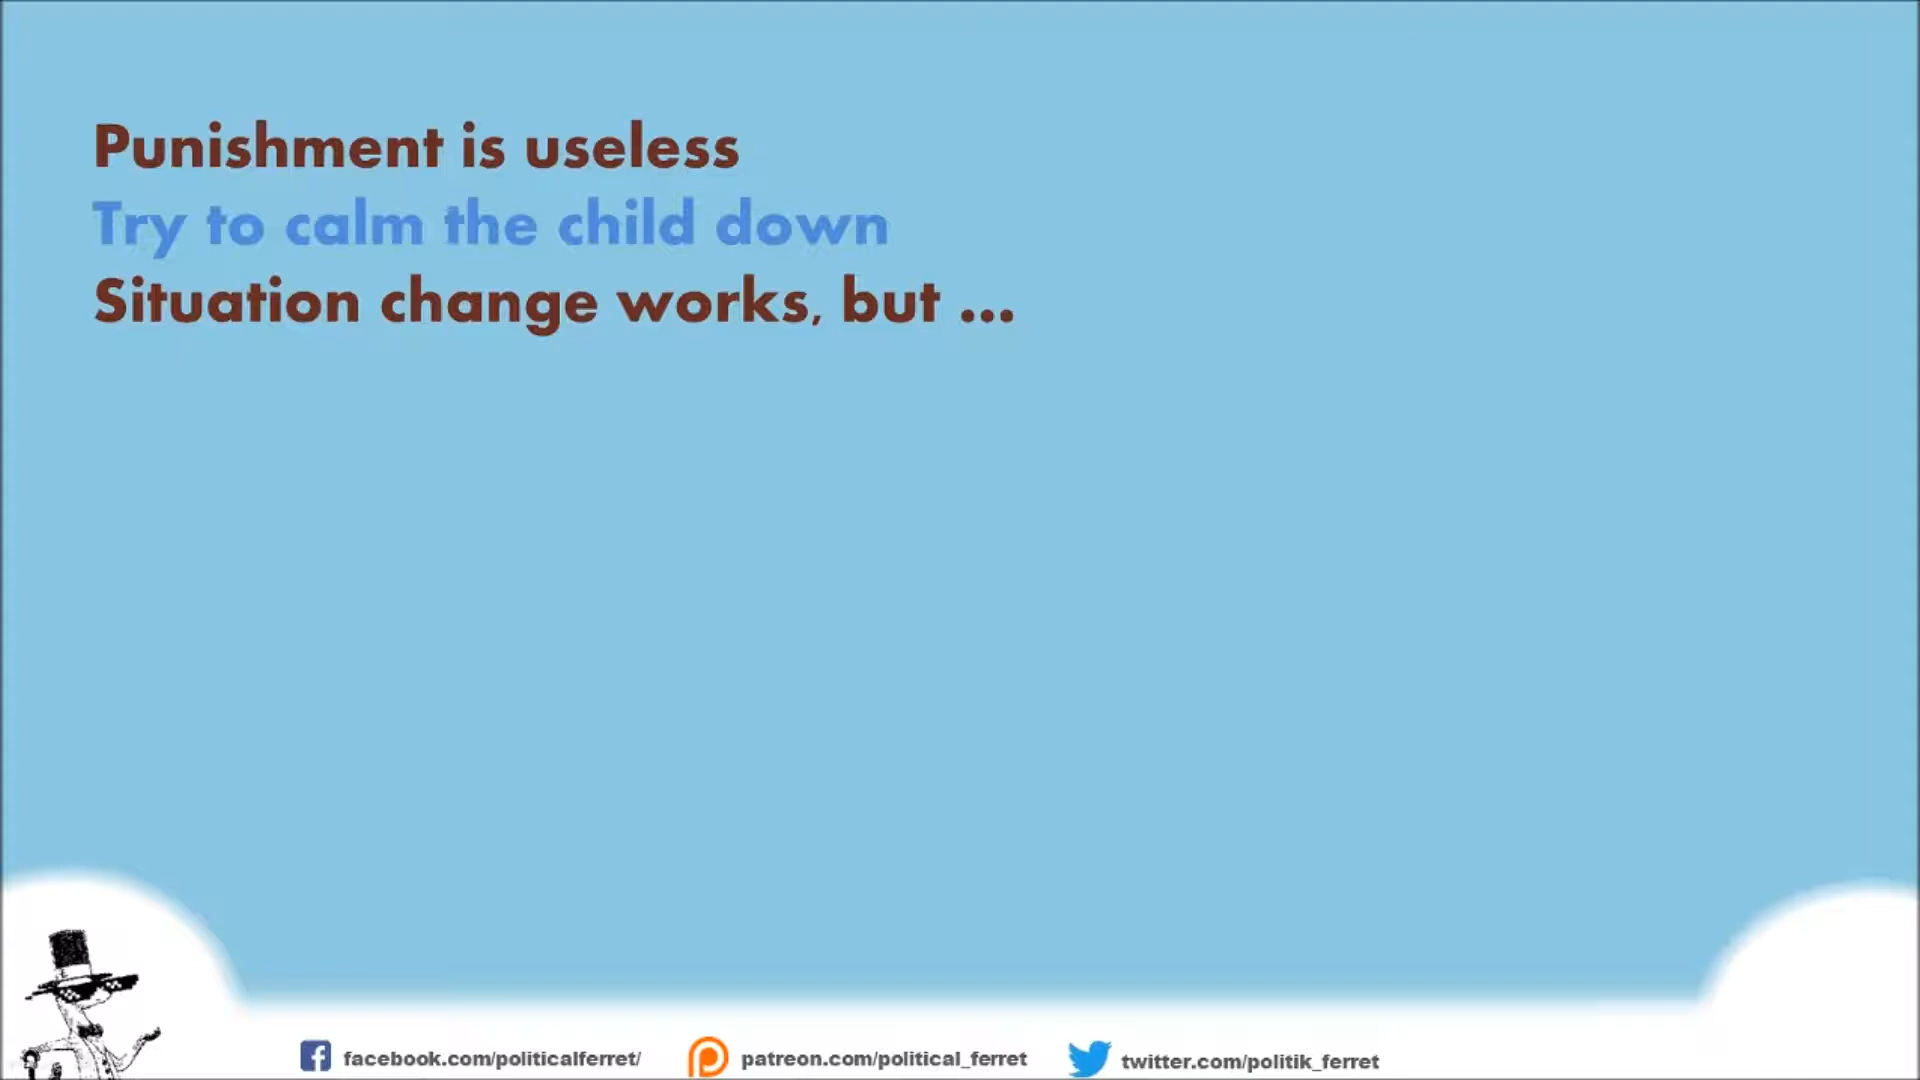 Punishment is useless
Try to calm the child down
Situation change works, but ...
facebook.com/politicalferret/
patreon.com/political_ferret
twitter.com/politik_ferret